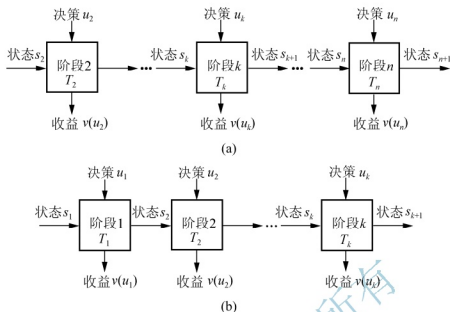 决策 u2 决策 uk 决策 un
状态 s2 阶段2 T2 ··· 状态 sk 阶段k Tk 状态 sk+1 ··· 状态 sn 阶段n Tn 状态 sn+1
收益 v(u2) 收益 v(uk) 收益 v(un)
(a)
决策 u1 决策 u2 决策 uk
状态 s1 阶段1 T1 状态 s2 阶段2 T2 ··· 状态 sk 阶段k Tk 状态 sk+1
收益 v(u1) 收益 v(u2) 收益 v(uk)
(b)
所有